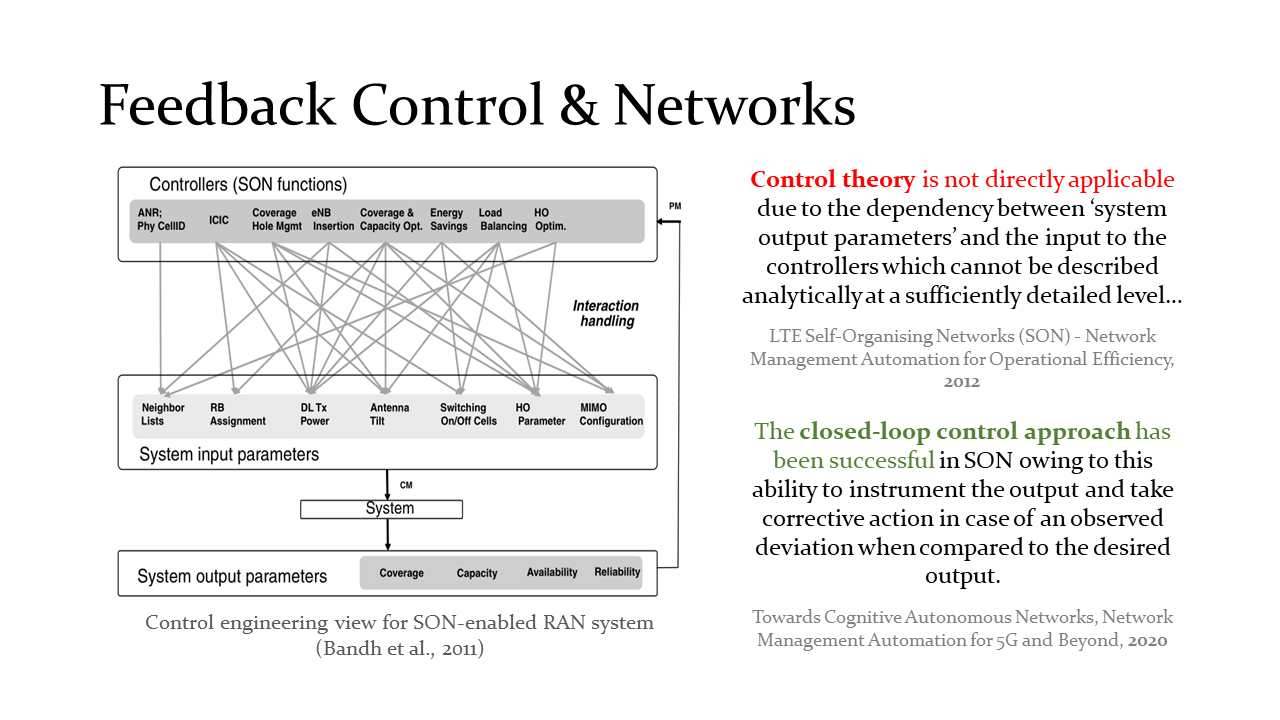 Feedback Control & Networks
Controllers (SON functions)
ANR;
Phy CellID
ICIC
Coverage
Hole Mgmt
eNB
Insertion
Coverage &
Capacity Opt.
Energy
Savings
Load
Balancing
HO
Optim.
PM
Interaction
handling
Neighbor
Lists
RB
Assignment
DL Tx
Power
Antenna
Tilt
Switching
On/Off Cells
HO
Parameter
MIMO
Configuration
System input parameters
CM
System
System output parameters
Coverage
Capacity
Availability
Reliability
Control engineering view for SON-enabled RAN system
(Bandh et al., 2011)
Control theory is not directly applicable
due to the dependency between ‘system
output parameters’ and the input to the
controllers which cannot be described
analytically at a sufficiently detailed level…
LTE Self-Organising Networks (SON) - Network
Management Automation for Operational Efficiency,
2012
The closed-loop control approach has
been successful in SON owing to this
ability to instrument the output and take
corrective action in case of an observed
deviation when compared to the desired
output.
Towards Cognitive Autonomous Networks, Network
Management Automation for 5G and Beyond, 2020